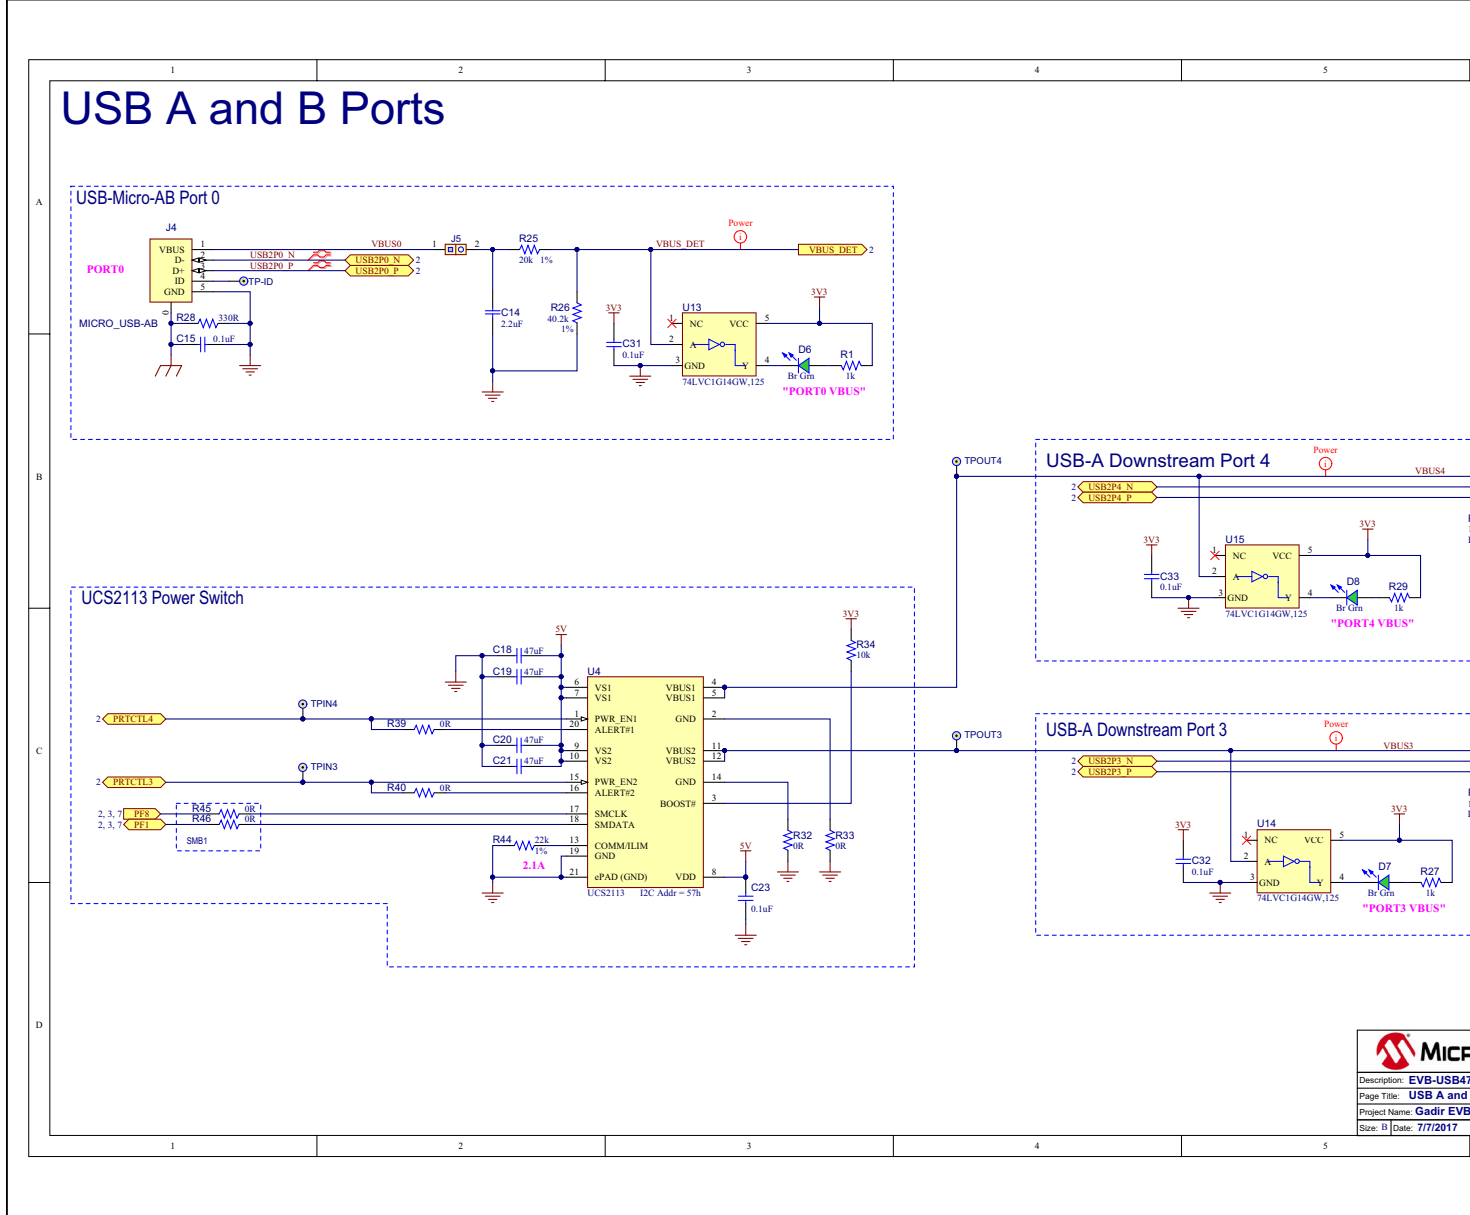 1 2 3 4 5
USB A and B Ports
A
USB-Micro-AB Port 0
J4
PORT0
VBUS 1
D- 2
D+ 3
ID 4
GND 5
0
MICRO_USB-AB
VBUS0
USB2P0_N
USB2P0_P
USB2P0_N 2
USB2P0_P 2
TP-ID
R28 330R
C15 0.1uF
1 J5 2
R25
20k 1%
C14
2.2uF
R26
40.2k
1%
VBUS_DET
Power
i
VBUS_DET 2
3V3
C31
0.1uF
U13
1 NC VCC 5
2 A
3 GND Y 4
74LVC1G14GW,125
3V3
D6
Br Grn
R1
1k
"PORT0 VBUS"
B
TPOUT4
USB-A Downstream Port 4
Power
i
VBUS4
2 USB2P4_N
2 USB2P4_P
3V3
C33
0.1uF
U15
1 NC VCC 5
2 A
3 GND Y 4
74LVC1G14GW,125
3V3
D8
Br Grn
R29
1k
"PORT4 VBUS"
UCS2113 Power Switch
5V
C18 47uF
C19 47uF
C20 47uF
C21 47uF
3V3
R34
10k
U4
6 VS1 VBUS1 4
7 VS1 VBUS1 5
1 PWR_EN1 GND 2
20 ALERT#1
9 VS2 VBUS2 11
10 VS2 VBUS2 12
15 PWR_EN2 GND 14
16 ALERT#2
BOOST# 3
17 SMCLK
18 SMDATA
13 COMM/ILIM
19 GND
21 ePAD (GND) VDD 8
UCS2113 I2C Addr = 57h
2 PRTCTL4
TPIN4
R39 0R
2 PRTCTL3
TPIN3
R40 0R
2, 3, 7 PF8
2, 3, 7 PF1
R45 0R
R46 0R
SMB1
R44 22k
1%
2.1A
R32
0R
R33
0R
5V
C23
0.1uF
C
TPOUT3
USB-A Downstream Port 3
Power
i
VBUS3
2 USB2P3_N
2 USB2P3_P
3V3
C32
0.1uF
U14
1 NC VCC 5
2 A
3 GND Y 4
74LVC1G14GW,125
3V3
D7
Br Grn
R27
1k
"PORT3 VBUS"
D
Description: EVB-USB47
Page Title: USB A and
Project Name: Gadir EVB
Size: B Date: 7/7/2017
1 2 3 4 5